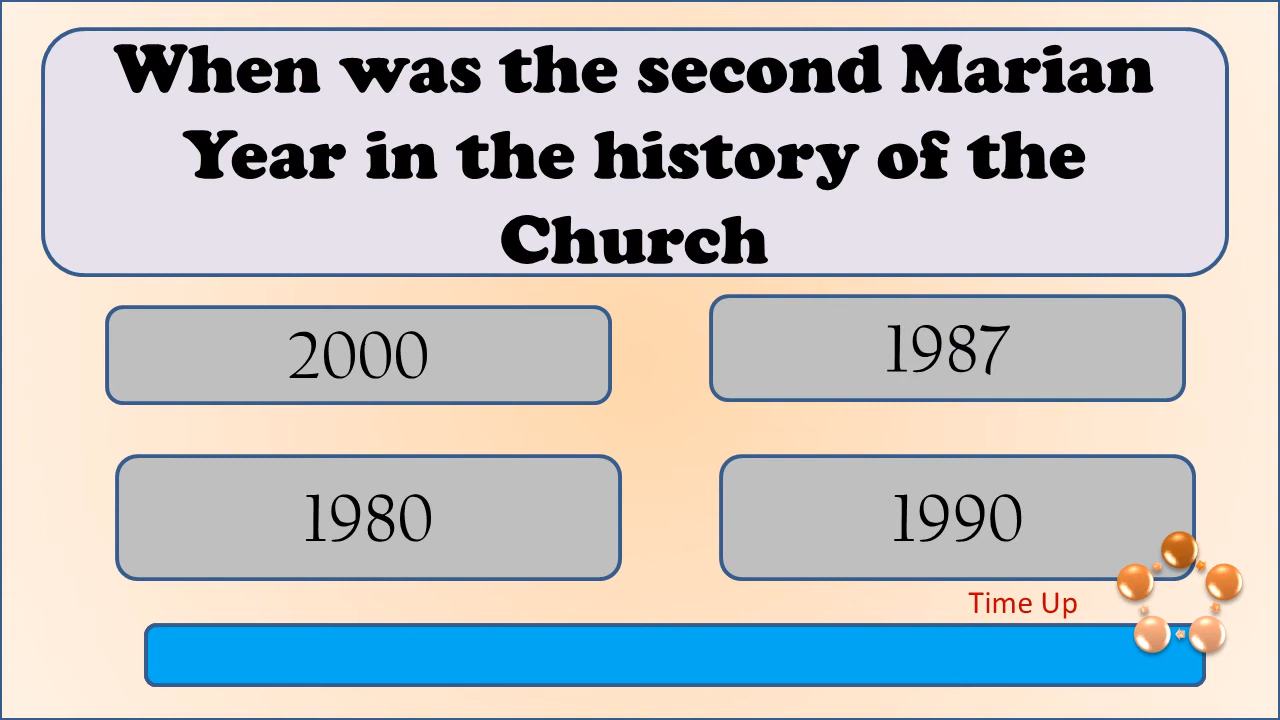 When was the second Marian
Year in the history of the
Church
2000
1987
1980
1990
Time Up